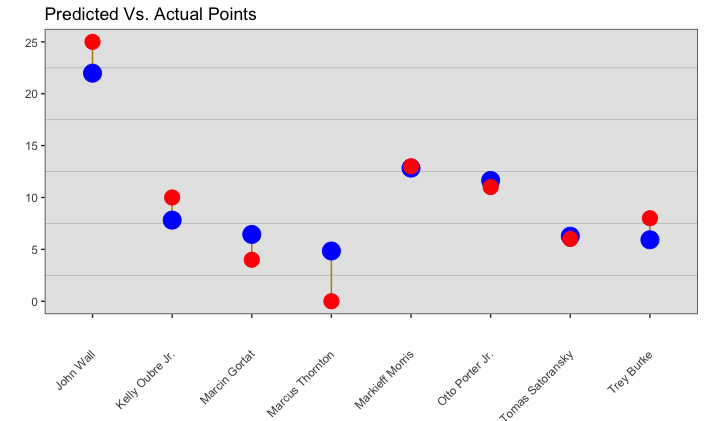 Predicted Vs. Actual Points
25
20
15
10
5
0
John Wall
Kelly Oubre Jr.
Marcin Gortat
Marcus Thornton
Markieff Morris
Otto Porter Jr.
Tomas Satoransky
Trey Burke